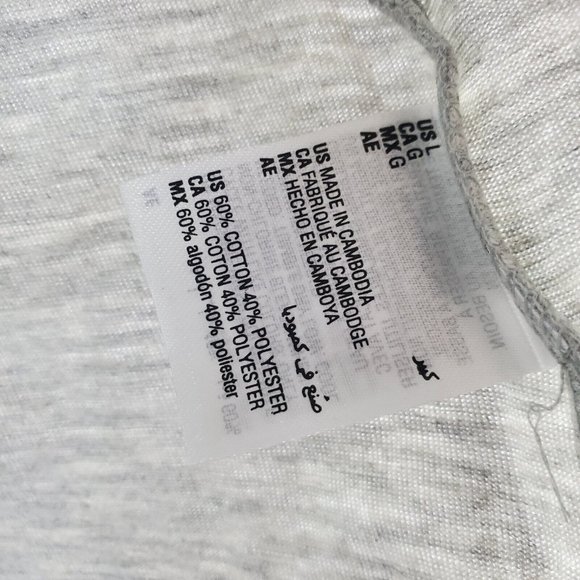 US L
CA G
MX G
AE كبير
US MADE IN CAMBODIA
CA FABRIQUÉ AU CAMBODGE
MX HECHO EN CAMBOYA
AE صُنع في كمبوديا
US 60% COTTON 40% POLYESTER
CA 60% COTON 40% POLYESTER
MX 60% algodón 40% poliester